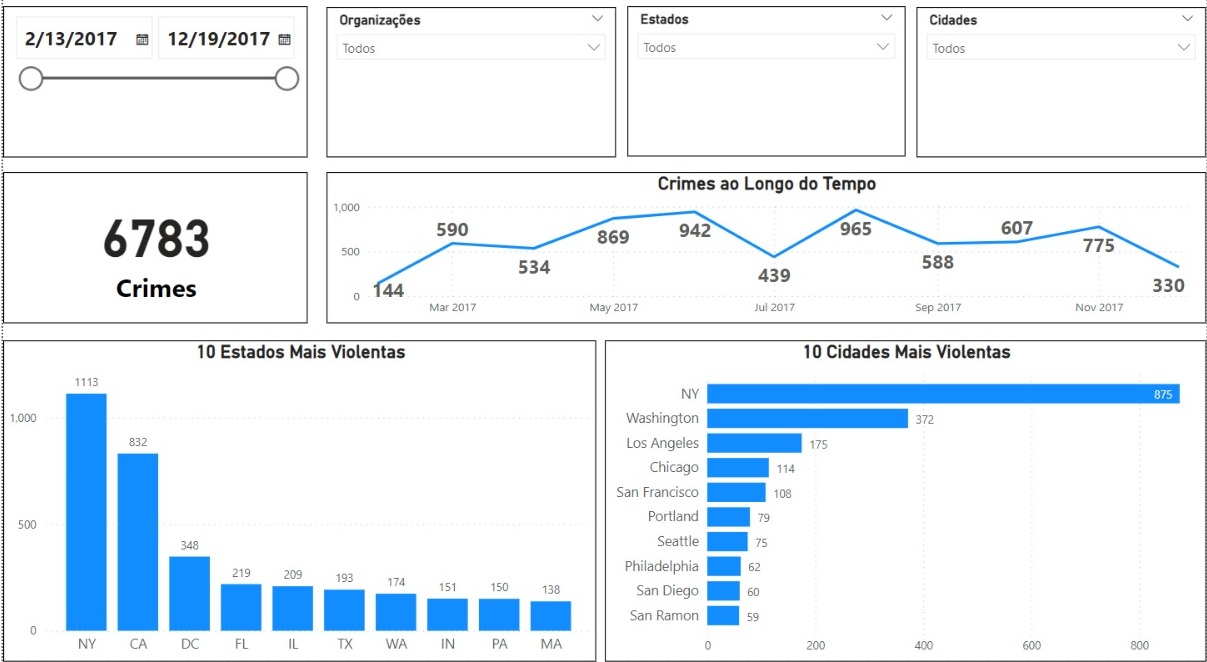 2/13/2017
12/19/2017
Organizações
Todos
Estados
Todos
Cidades
Todos
6783
Crimes
Crimes ao Longo do Tempo
1,000
500
0
144
590
534
869
942
439
965
588
607
775
330
Mar 2017
May 2017
Jul 2017
Sep 2017
Nov 2017
10 Estados Mais Violentas
1,000
500
0
1113
832
348
219
209
193
174
151
150
138
NY
CA
DC
FL
IL
TX
WA
IN
PA
MA
10 Cidades Mais Violentas
NY 875
Washington 372
Los Angeles 175
Chicago 114
San Francisco 108
Portland 79
Seattle 75
Philadelphia 62
San Diego 60
San Ramon 59
0 200 400 600 800